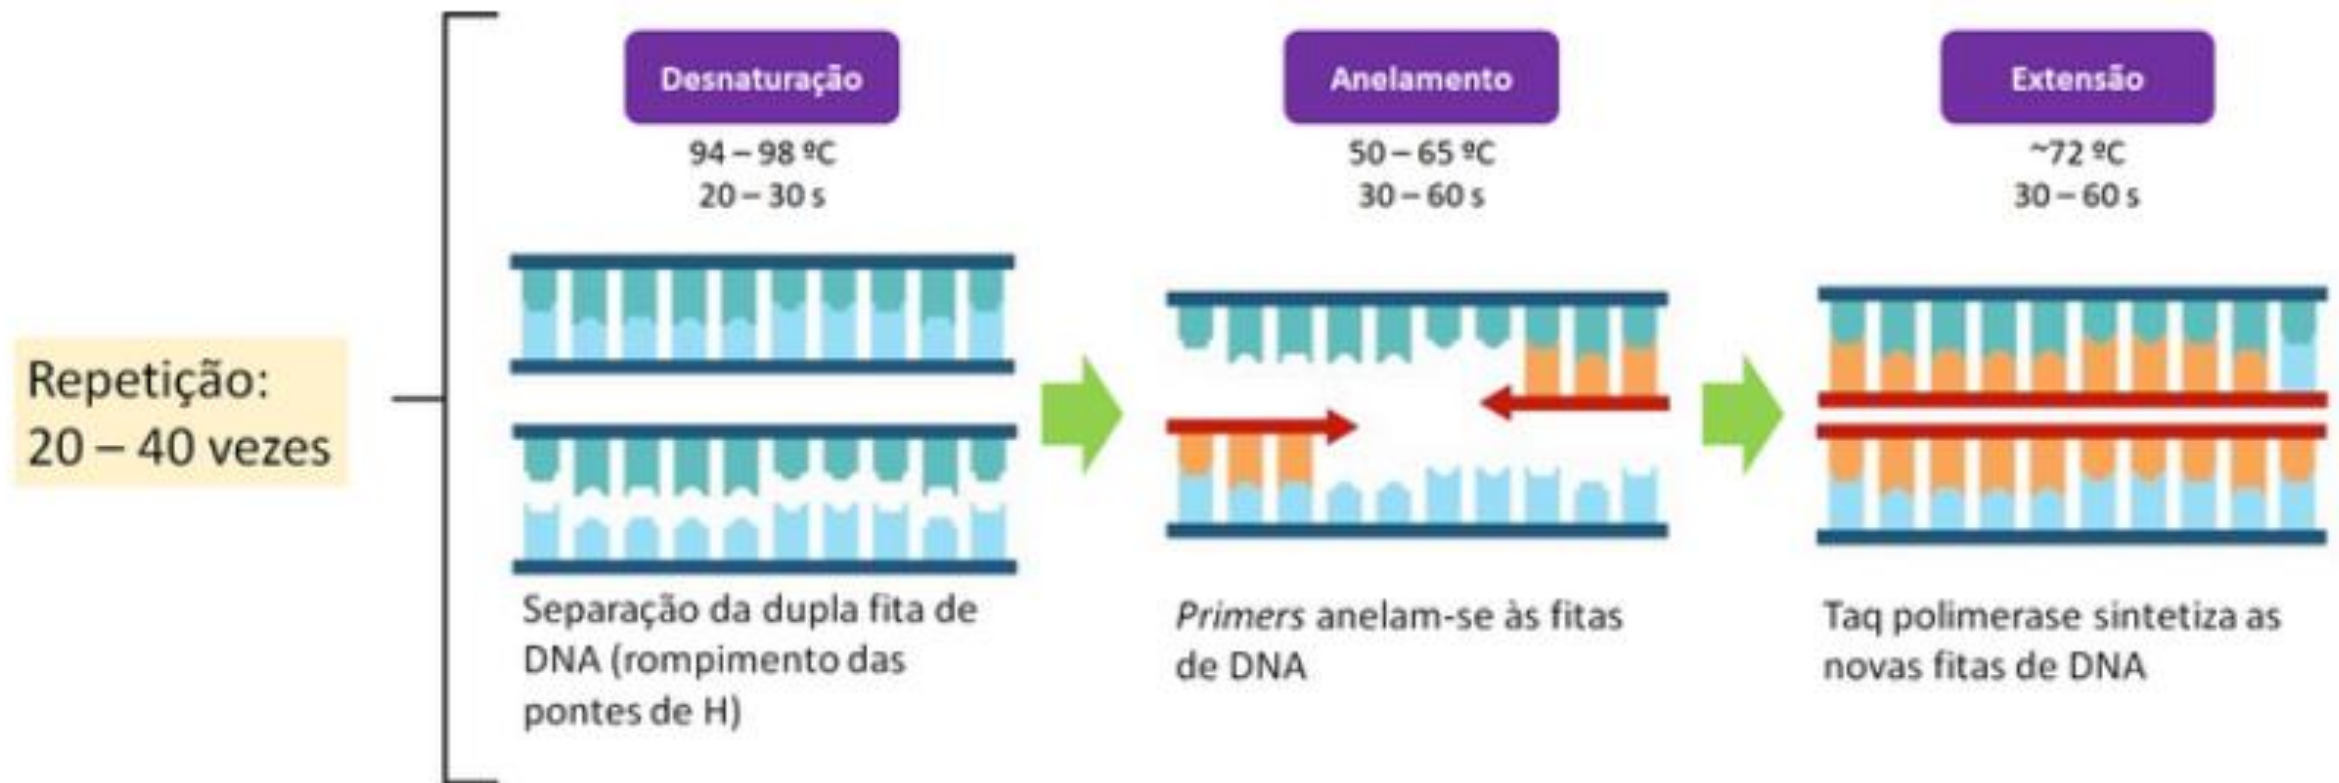 Repetição:
20 – 40 vezes
Desnaturação
94 – 98 ºC
20 – 30 s
Separação da dupla fita de
DNA (rompimento das
pontes de H)
Anelamento
50 – 65 ºC
30 – 60 s
Primers anelam-se às fitas
de DNA
Extensão
~72 ºC
30 – 60 s
Taq polimerase sintetiza as
novas fitas de DNA